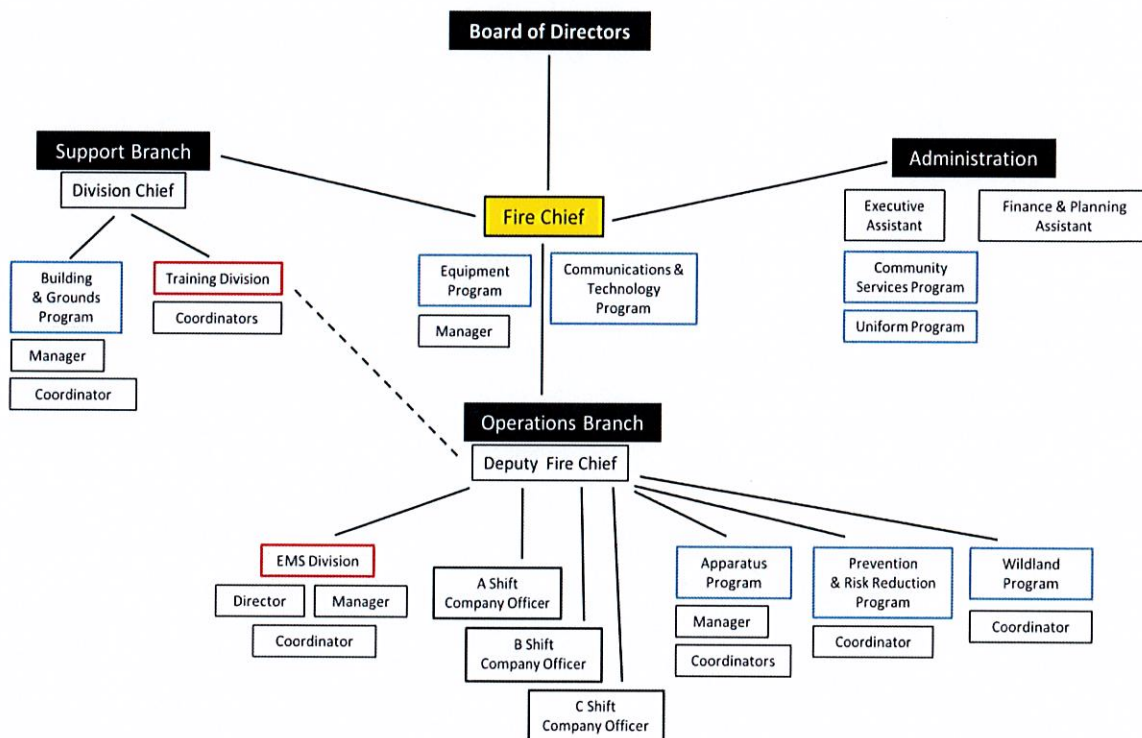 Board of Directors
Support Branch
Division Chief
Administration
Fire Chief
Executive
Assistant
Finance & Planning
Assistant
Building
& Grounds
Program
Training Division
Coordinators
Manager
Coordinator
Equipment
Program
Manager
Communications &
Technology
Program
Community
Services Program
Uniform Program
Operations Branch
Deputy Fire Chief
EMS Division
Director
Manager
Coordinator
A Shift
Company Officer
B Shift
Company Officer
C Shift
Company Officer
Apparatus
Program
Manager
Coordinators
Prevention
& Risk Reduction
Program
Coordinator
Wildland
Program
Coordinator